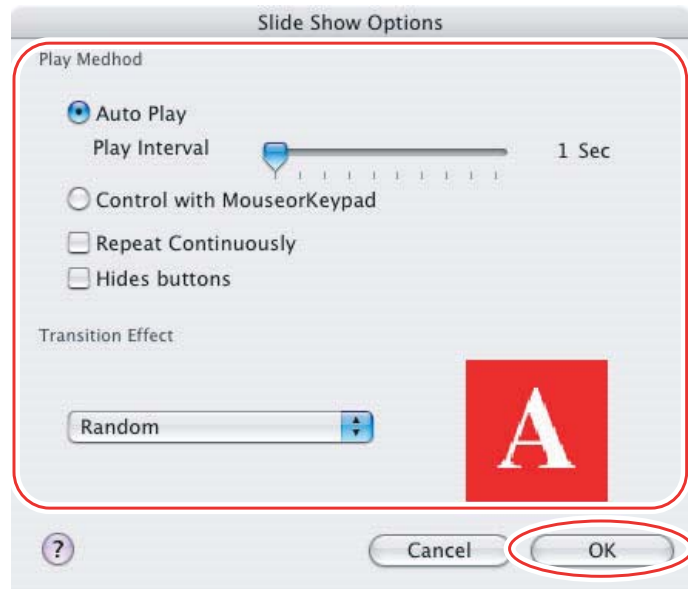 Slide Show Options
Play Medhod
Auto Play
Play Interval 1 Sec
Control with MouseorKeypad
Repeat Continuously
Hides buttons
Transition Effect
Random
A
? Cancel OK